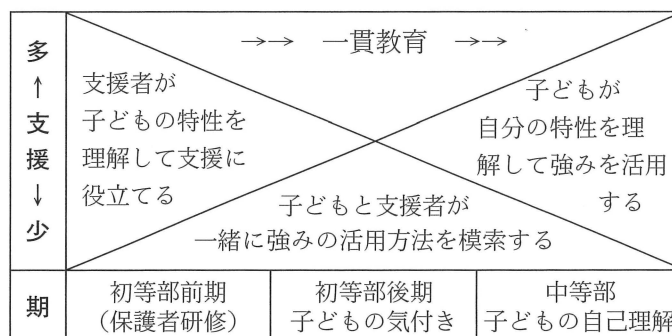 →→ 一貫教育 →→
多
↑
支
援
↓
少
支援者が
子どもの特性を
理解して支援に
役立てる
子どもが
自分の特性を理
解して強みを活用
する
子どもと支援者が
一緒に強みの活用方法を模索する
期
初等部前期
(保護者研修)
初等部後期
子どもの気付き
中等部
子どもの自己理解